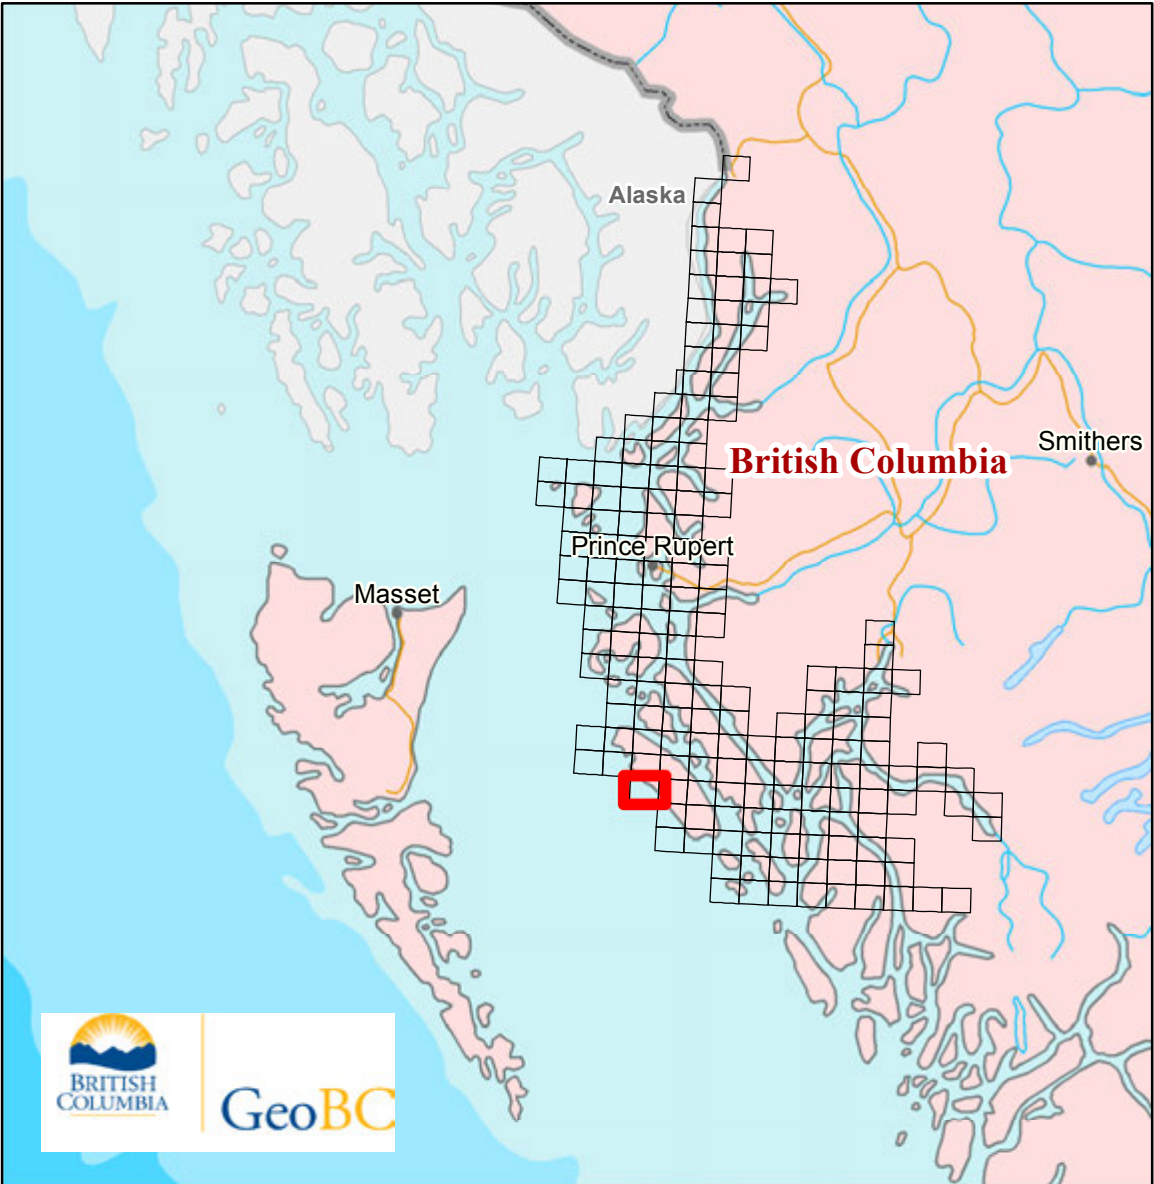 Alaska
British Columbia
Smithers
Prince Rupert
Masset
BRITISH
COLUMBIA
GeoBC